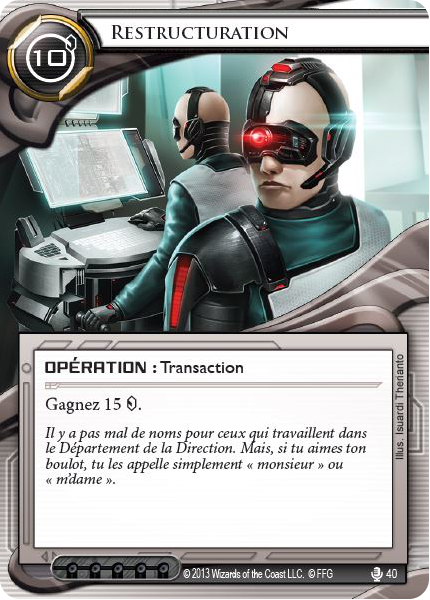 RESTRUCTURATION
10
OPÉRATION : Transaction
Gagnez 15 .
Il y a pas mal de noms pour ceux qui travaillent dans
le Département de la Direction. Mais, si tu aimes ton
boulot, tu les appelle simplement « monsieur » ou
« m’dame ».
Illus. Isuardi Therianto
© 2013 Wizards of the Coast LLC. © FFG
40